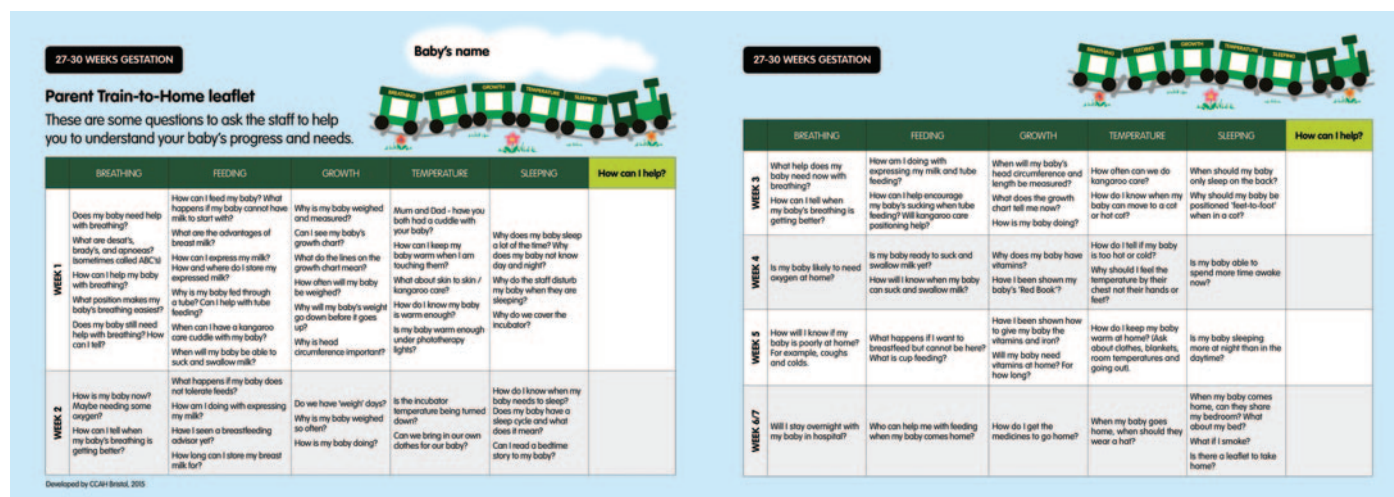 27-30 WEEKS GESTATION
Baby's name
BREATHING
FEEDING
GROWTH
TEMPERATURE
SLEEPING
Parent Train-to-Home leaflet
These are some questions to ask the staff to help
you to understand your baby's progress and needs.
BREATHING FEEDING GROWTH TEMPERATURE SLEEPING How can I help?
WEEK 1
Does my baby need help
with breathing?
What are desat's,
brady's, and apnoeas?
(sometimes called ABC's)
How can I help my baby
with breathing?
What position makes my
baby's breathing easiest?
Does my baby still need
help with breathing? How
can I tell?
How can I feed my baby? What
happens if my baby cannot have
milk to start with?
What are the advantages of
breast milk?
How can I express my milk?
How and where do I store my
expressed milk?
Why is my baby fed through
a tube? Can I help with tube
feeding?
When can I have a kangaroo
care cuddle with my baby?
When will my baby be able to
suck and swallow milk?
Why is my baby weighed
and measured?
Can I see my baby's
growth chart?
What do the lines on the
growth chart mean?
How often will my baby
be weighed?
Why will my baby's weight
go down before it goes
up?
Why is head
circumference important?
Mum and Dad - have you
both had a cuddle with
your baby?
How can I keep my
baby warm when I am
touching them?
What about skin to skin /
kangaroo care?
How do I know my baby
is warm enough?
Is my baby warm enough
under phototherapy
lights?
Why does my baby sleep
a lot of the time? Why
does my baby not know
day and night?
Why do the staff disturb
my baby when they are
sleeping?
Why do we cover the
incubator?
WEEK 2
How is my baby now?
Maybe needing some
oxygen?
How can I tell when
my baby's breathing is
getting better?
What happens if my baby does
not tolerate feeds?
How am I doing with expressing
my milk?
Have I seen a breastfeeding
advisor yet?
How long can I store my breast
milk for?
Do we have 'weigh' days?
Why is my baby weighed
so often?
How is my baby doing?
Is the incubator
temperature being turned
down?
Can we bring in our own
clothes for our baby?
How do I know when my
baby needs to sleep?
Does my baby have a
sleep cycle and what
does it mean?
Can I read a bedtime
story to my baby?
Developed by CCAH Bristol, 2015
27-30 WEEKS GESTATION
BREATHING
FEEDING
GROWTH
TEMPERATURE
SLEEPING
BREATHING FEEDING GROWTH TEMPERATURE SLEEPING How can I help?
WEEK 3
What help does my
baby need now with
breathing?
How can I tell when
my baby's breathing is
getting better?
How am I doing with
expressing my milk and tube
feeding?
How can I help encourage
my baby's sucking when tube
feeding? Will kangaroo care
positioning help?
When will my baby's
head circumference and
length be measured?
What does the growth
chart tell me now?
How is my baby doing?
How often can we do
kangaroo care?
How do I know when my
baby can move to a cot
or hot cot?
When should my baby
only sleep on the back?
Why should my baby be
positioned 'feet-to-foot'
when in a cot?
WEEK 4
Is my baby likely to need
oxygen at home?
Is my baby ready to suck and
swallow milk yet?
How will I know when my baby
can suck and swallow milk?
Why does my baby have
vitamins?
Have I been shown my
baby's 'Red Book'?
How do I tell if my baby
is too hot or cold?
Why should I feel the
temperature by their
chest not their hands or
feet?
Is my baby able to
spend more time awake
now?
WEEK 5
How will I know if my
baby is poorly at home?
For example, coughs
and colds.
What happens if I want to
breastfeed but cannot be here?
What is cup feeding?
Have I been shown how
to give my baby the
vitamins and iron?
Will my baby need
vitamins at home? For
how long?
How do I keep my baby
warm at home? (Ask
about clothes, blankets,
room temperatures and
going out).
Is my baby sleeping
more at night than in the
daytime?
WEEK 6/7
Will I stay overnight with
my baby in hospital?
Who can help me with feeding
when my baby comes home?
How do I get the
medicines to go home?
When my baby goes
home, when should they
wear a hat?
When my baby comes
home, can they share
my bedroom? What
about my bed?
What if I smoke?
Is there a leaflet to take
home?